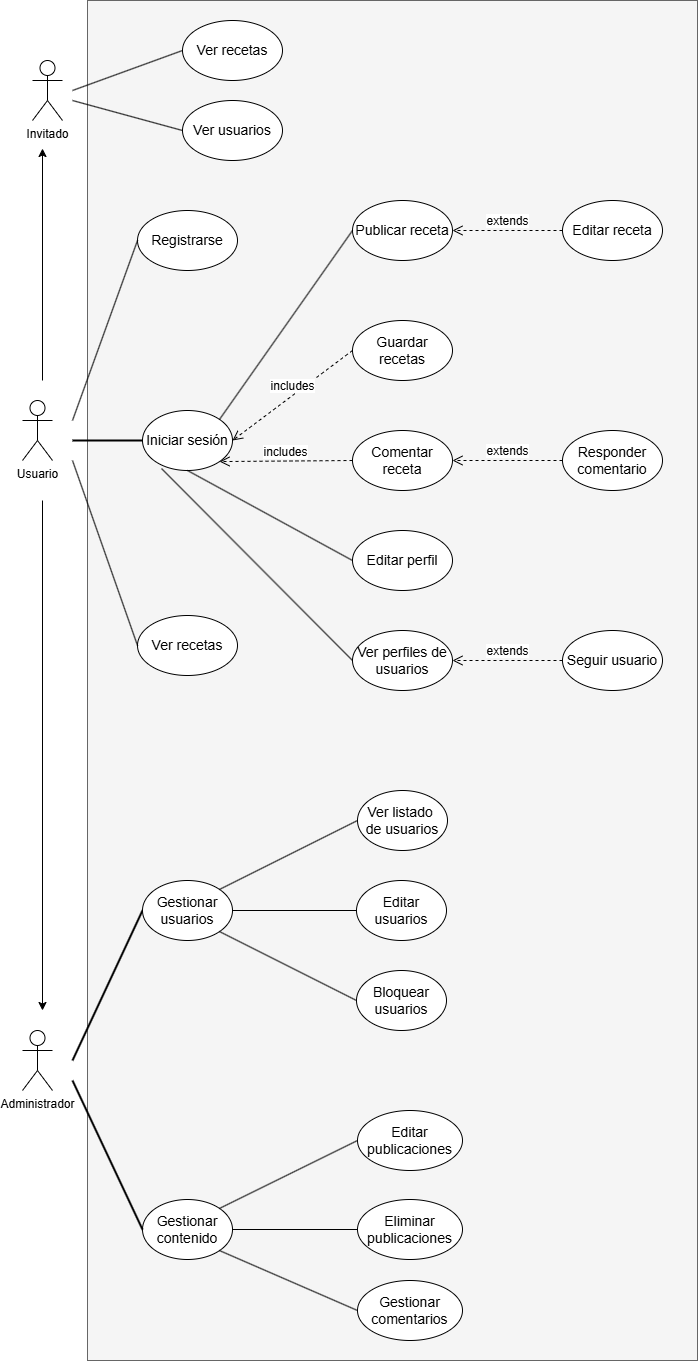 Ver recetas
Invitado
Ver usuarios
Registrarse
Publicar receta
extends
Editar receta
Guardar
recetas
includes
Usuario
Iniciar sesión
includes
Comentar
receta
extends
Responder
comentario
Editar perfil
Ver recetas
Ver perfiles de
usuarios
extends
Seguir usuario
Ver listado
de usuarios
Gestionar
usuarios
Editar
usuarios
Bloquear
usuarios
Administrador
Editar
publicaciones
Gestionar
contenido
Eliminar
publicaciones
Gestionar
comentarios